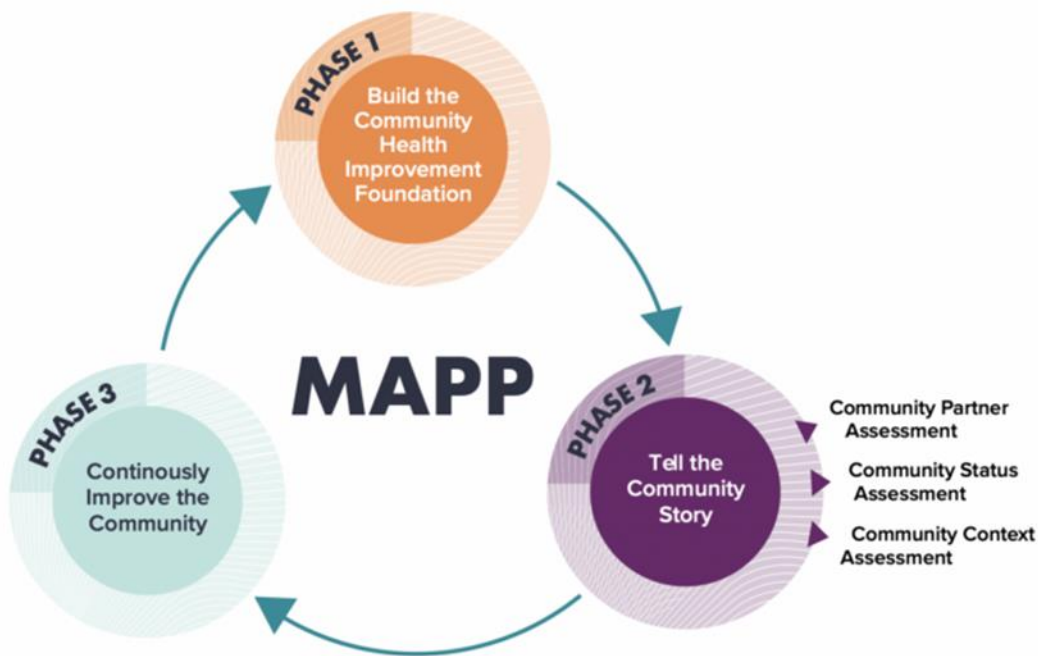 PHASE 1
Build the
Community
Health
Improvement
Foundation
MAPP
PHASE 2
Tell the
Community
Story
Community Partner
Assessment
Community Status
Assessment
Community Context
Assessment
PHASE 3
Continously
Improve the
Community